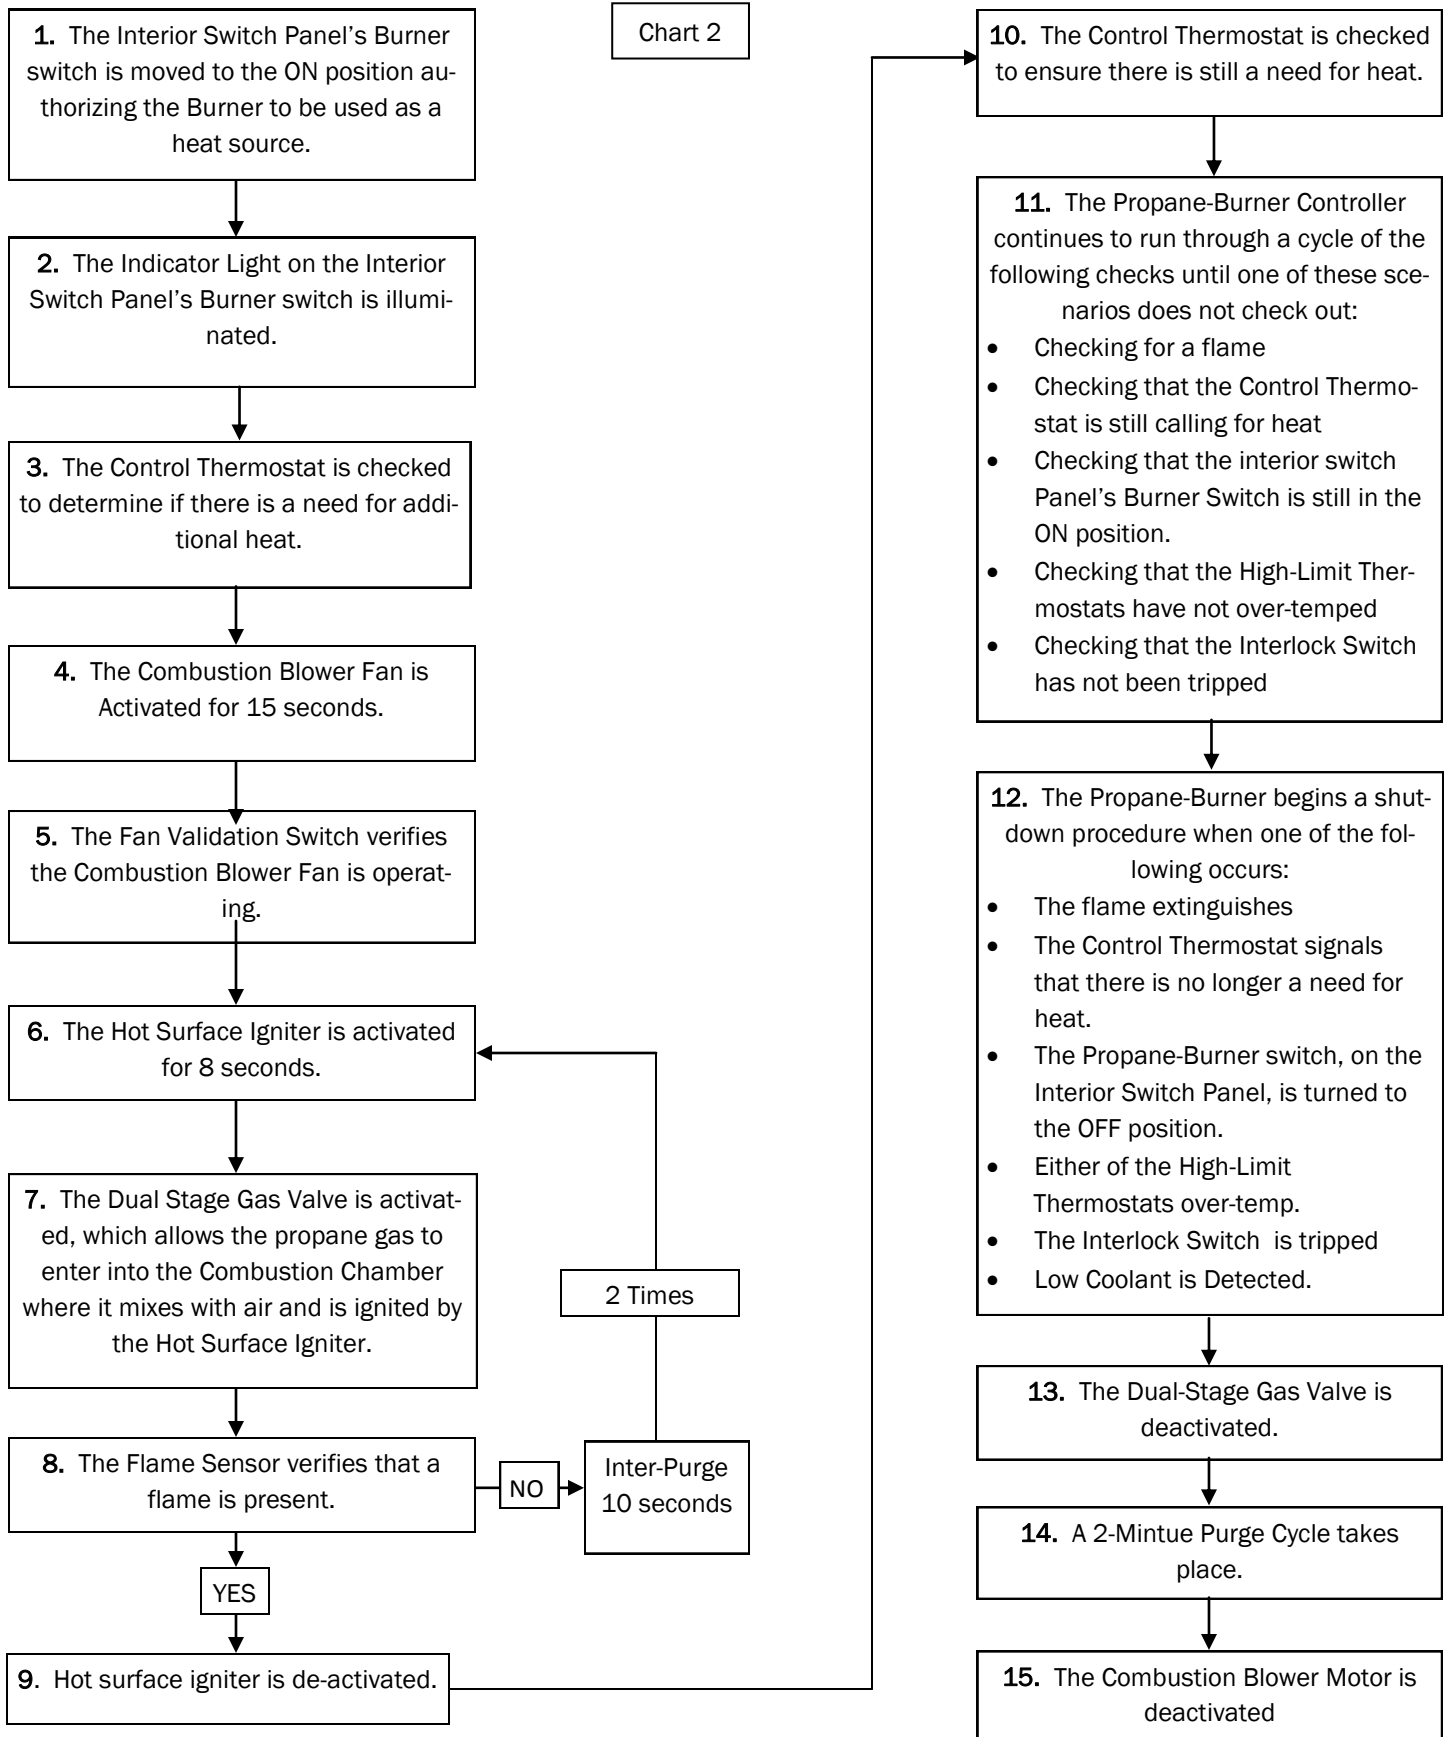 Chart 2
1. The Interior Switch Panel's Burner
switch is moved to the ON position au-
thorizing the Burner to be used as a
heat source.
2. The Indicator Light on the Interior
Switch Panel's Burner switch is illumi-
nated.
3. The Control Thermostat is checked
to determine if there is a need for addi-
tional heat.
4. The Combustion Blower Fan is
Activated for 15 seconds.
5. The Fan Validation Switch verifies
the Combustion Blower Fan is operat-
ing.
6. The Hot Surface Igniter is activated
for 8 seconds.
7. The Dual Stage Gas Valve is activat-
ed, which allows the propane gas to
enter into the Combustion Chamber
where it mixes with air and is ignited by
the Hot Surface Igniter.
2 Times
8. The Flame Sensor verifies that a
flame is present.
NO
Inter-Purge
10 seconds
YES
9. Hot surface igniter is de-activated.
10. The Control Thermostat is checked
to ensure there is still a need for heat.
11. The Propane-Burner Controller
continues to run through a cycle of the
following checks until one of these sce-
narios does not check out:
• Checking for a flame
• Checking that the Control Thermo-
stat is still calling for heat
• Checking that the interior switch
Panel's Burner Switch is still in the
ON position.
• Checking that the High-Limit Ther-
mostats have not over-temped
• Checking that the Interlock Switch
has not been tripped
12. The Propane-Burner begins a shut-
down procedure when one of the fol-
lowing occurs:
• The flame extinguishes
• The Control Thermostat signals
that there is no longer a need for
heat.
• The Propane-Burner switch, on the
Interior Switch Panel, is turned to
the OFF position.
• Either of the High-Limit
Thermostats over-temp.
• The Interlock Switch is tripped
• Low Coolant is Detected.
13. The Dual-Stage Gas Valve is
deactivated.
14. A 2-Mintue Purge Cycle takes
place.
15. The Combustion Blower Motor is
deactivated